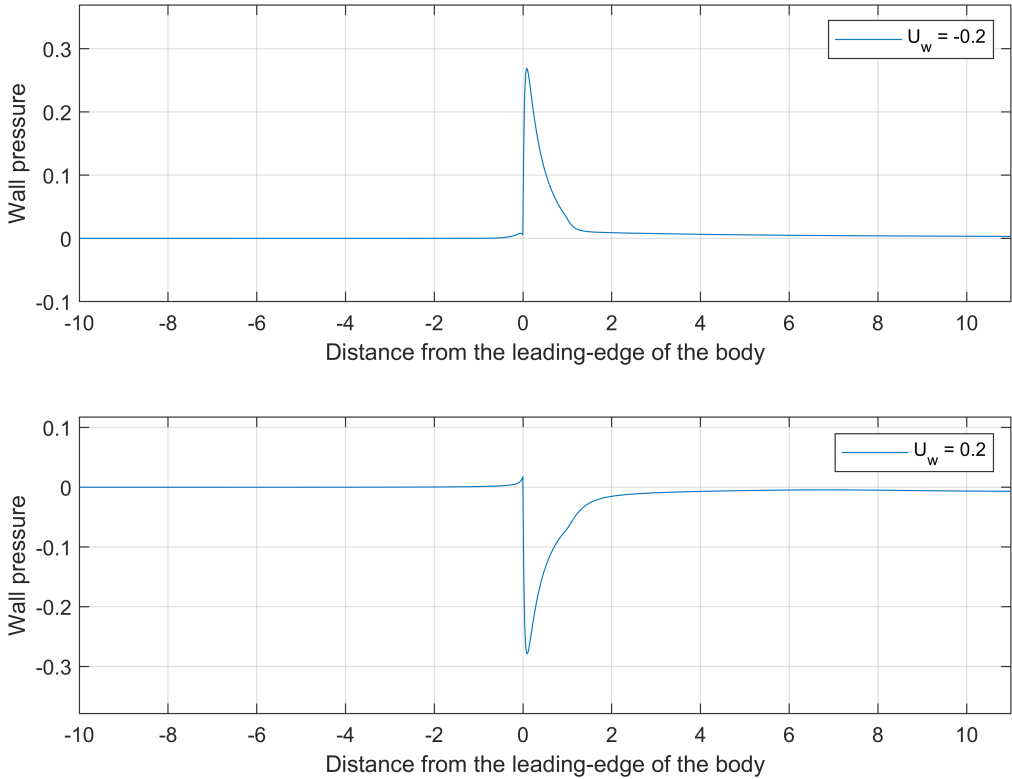 0.3
0.2
0.1
0
-0.1
Wall pressure
U_w = -0.2
-10 -8 -6 -4 -2 0 2 4 6 8 10
Distance from the leading-edge of the body
0.1
0
-0.1
-0.2
-0.3
Wall pressure
U_w = 0.2
-10 -8 -6 -4 -2 0 2 4 6 8 10
Distance from the leading-edge of the body